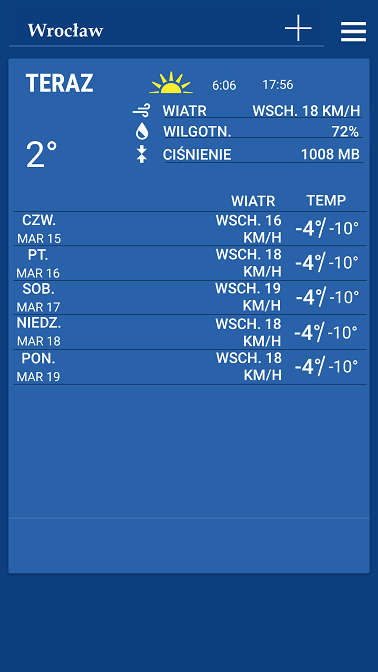 Wrocław
TERAZ
6:06 17:56
WIATR WSCH. 18 KM/H
WILGOTN. 72%
2°
CIŚNIENIE 1008 MB
WIATR TEMP
CZW. WSCH. 16
MAR 15 KM/H -4°/-10°
PT. WSCH. 18
MAR 16 KM/H -4°/-10°
SOB. WSCH. 19
MAR 17 KM/H -4°/-10°
NIEDZ. WSCH. 18
MAR 18 KM/H -4°/-10°
PON. WSCH. 18
MAR 19 KM/H -4°/-10°